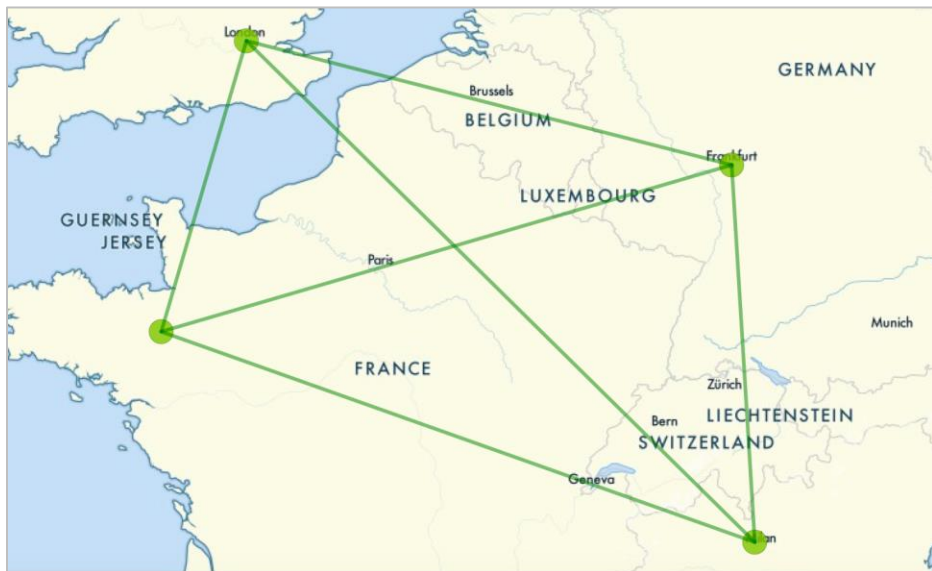 London
GERMANY
Brussels
BELGIUM
Frankfurt
LUXEMBOURG
GUERNSEY
JERSEY
Paris
Munich
FRANCE
Zürich
LIECHTENSTEIN
Bern
SWITZERLAND
Geneva